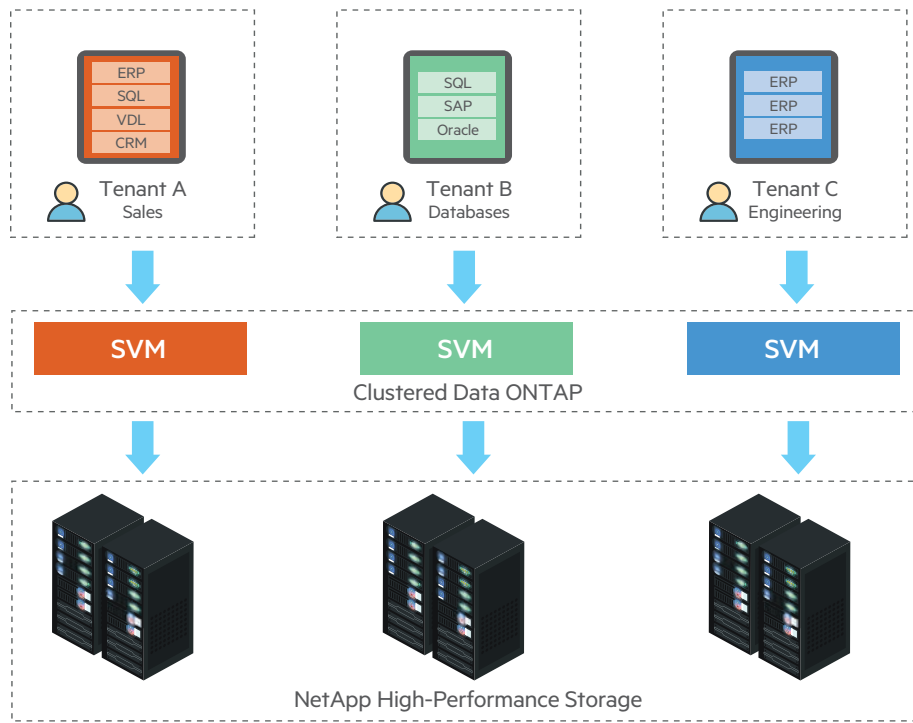 ERP
SQL
VDL
CRM
Tenant A
Sales
SQL
SAP
Oracle
Tenant B
Databases
ERP
ERP
ERP
Tenant C
Engineering
SVM
SVM
SVM
Clustered Data ONTAP
NetApp High-Performance Storage